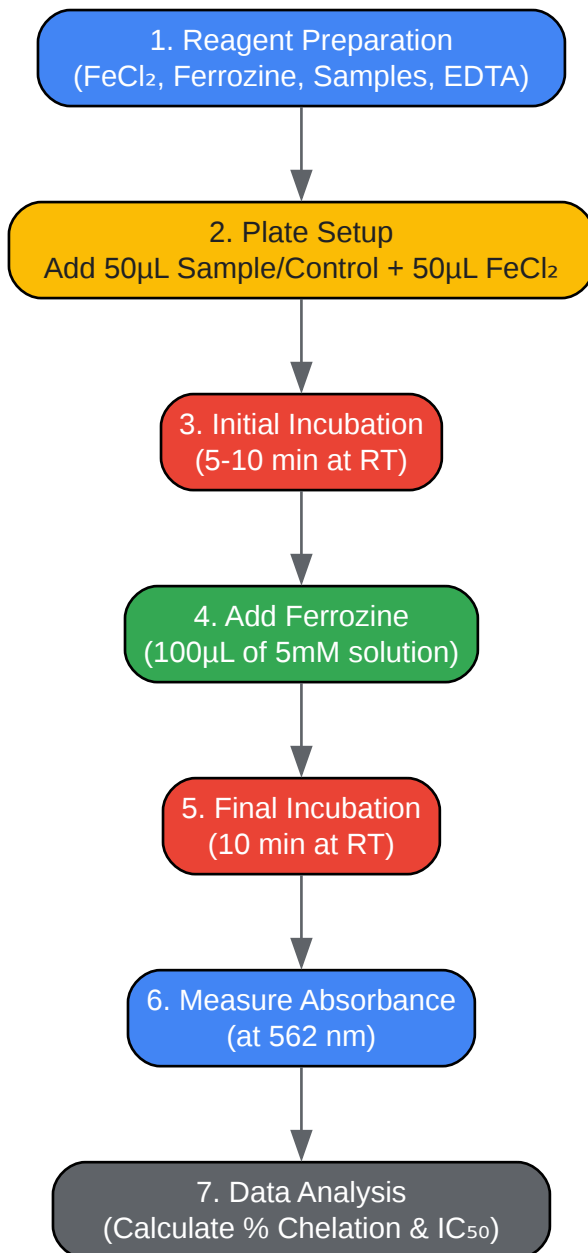 1. Reagent Preparation
(FeCl₂, Ferrozine, Samples, EDTA)
2. Plate Setup
Add 50µL Sample/Control + 50µL FeCl₂
3. Initial Incubation
(5-10 min at RT)
4. Add Ferrozine
(100µL of 5mM solution)
5. Final Incubation
(10 min at RT)
6. Measure Absorbance
(at 562 nm)
7. Data Analysis
(Calculate % Chelation & IC₅₀)